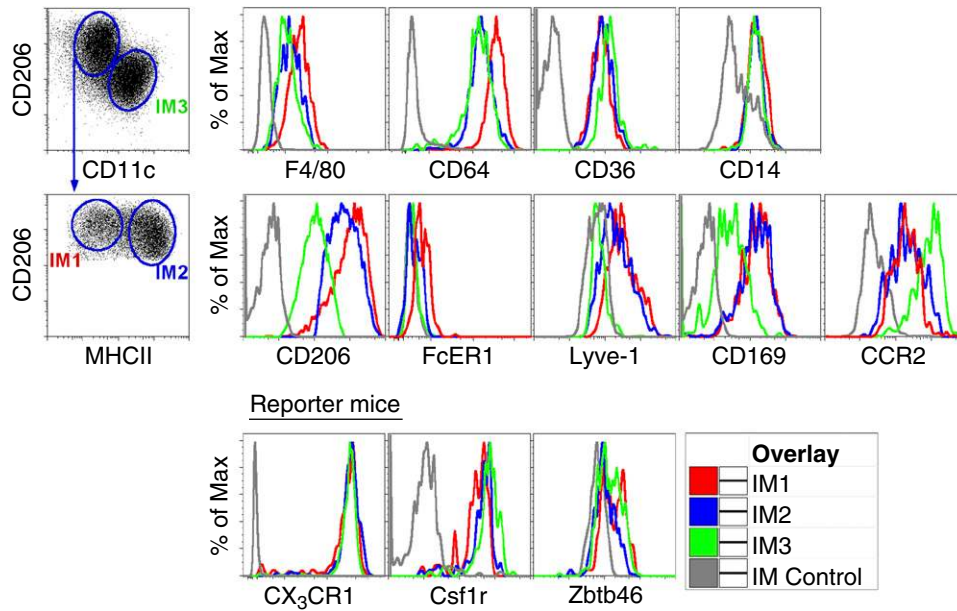 CD206
IM3
CD11c
% of Max
F4/80
CD64
CD36
CD14
CD206
IM1
IM2
MHCII
% of Max
CD206
FcER1
Lyve-1
CD169
CCR2
Reporter mice
% of Max
CX₃CR1
Csf1r
Zbtb46
Overlay
IM1
IM2
IM3
IM Control